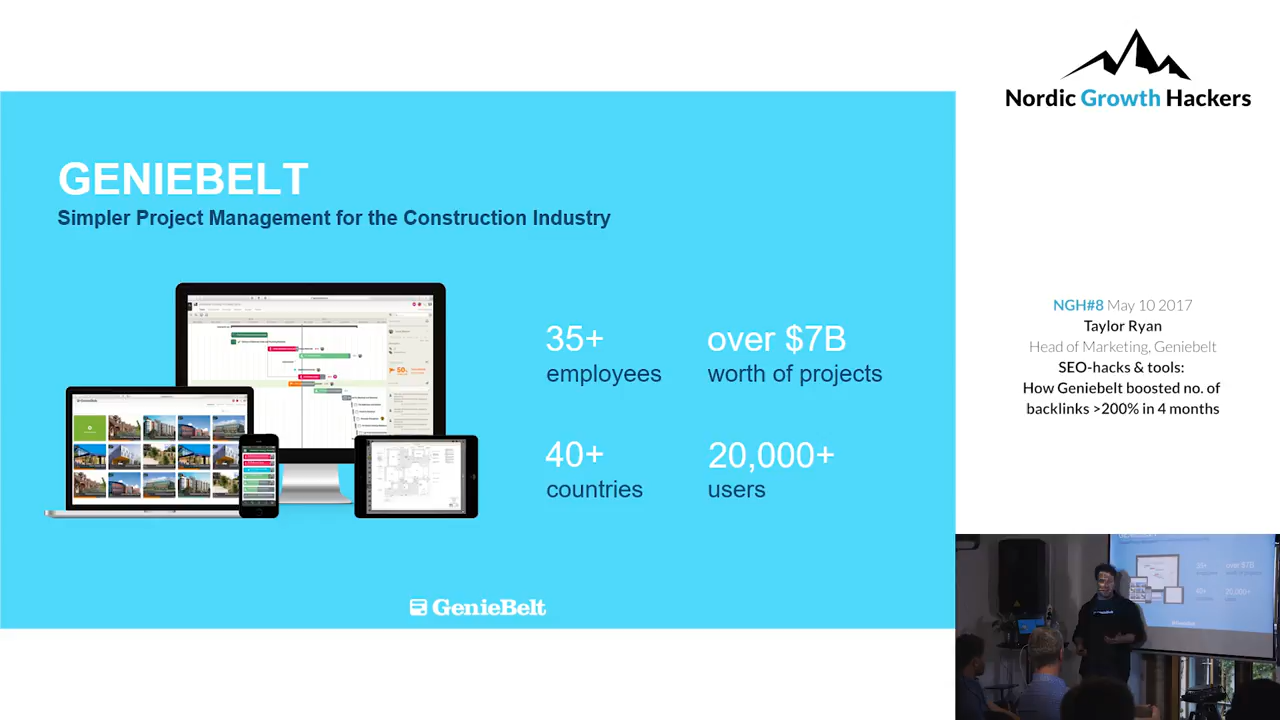 GENIEBELT
Simpler Project Management for the Construction Industry
35+
employees
over $7B
worth of projects
40+
countries
20,000+
users
GenieBelt
Nordic Growth Hackers
NGH#8 May 10 2017
Taylor Ryan
Head of Marketing, Geniebelt
SEO-hacks & tools:
How Geniebelt boosted no. of
backlinks >200% in 4 months